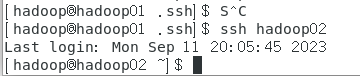 [hadoop@hadoop01 .ssh]$ S^C
[hadoop@hadoop01 .ssh]$ ssh hadoop02
Last login: Mon Sep 11 20:05:45 2023
[hadoop@hadoop02 ~]$